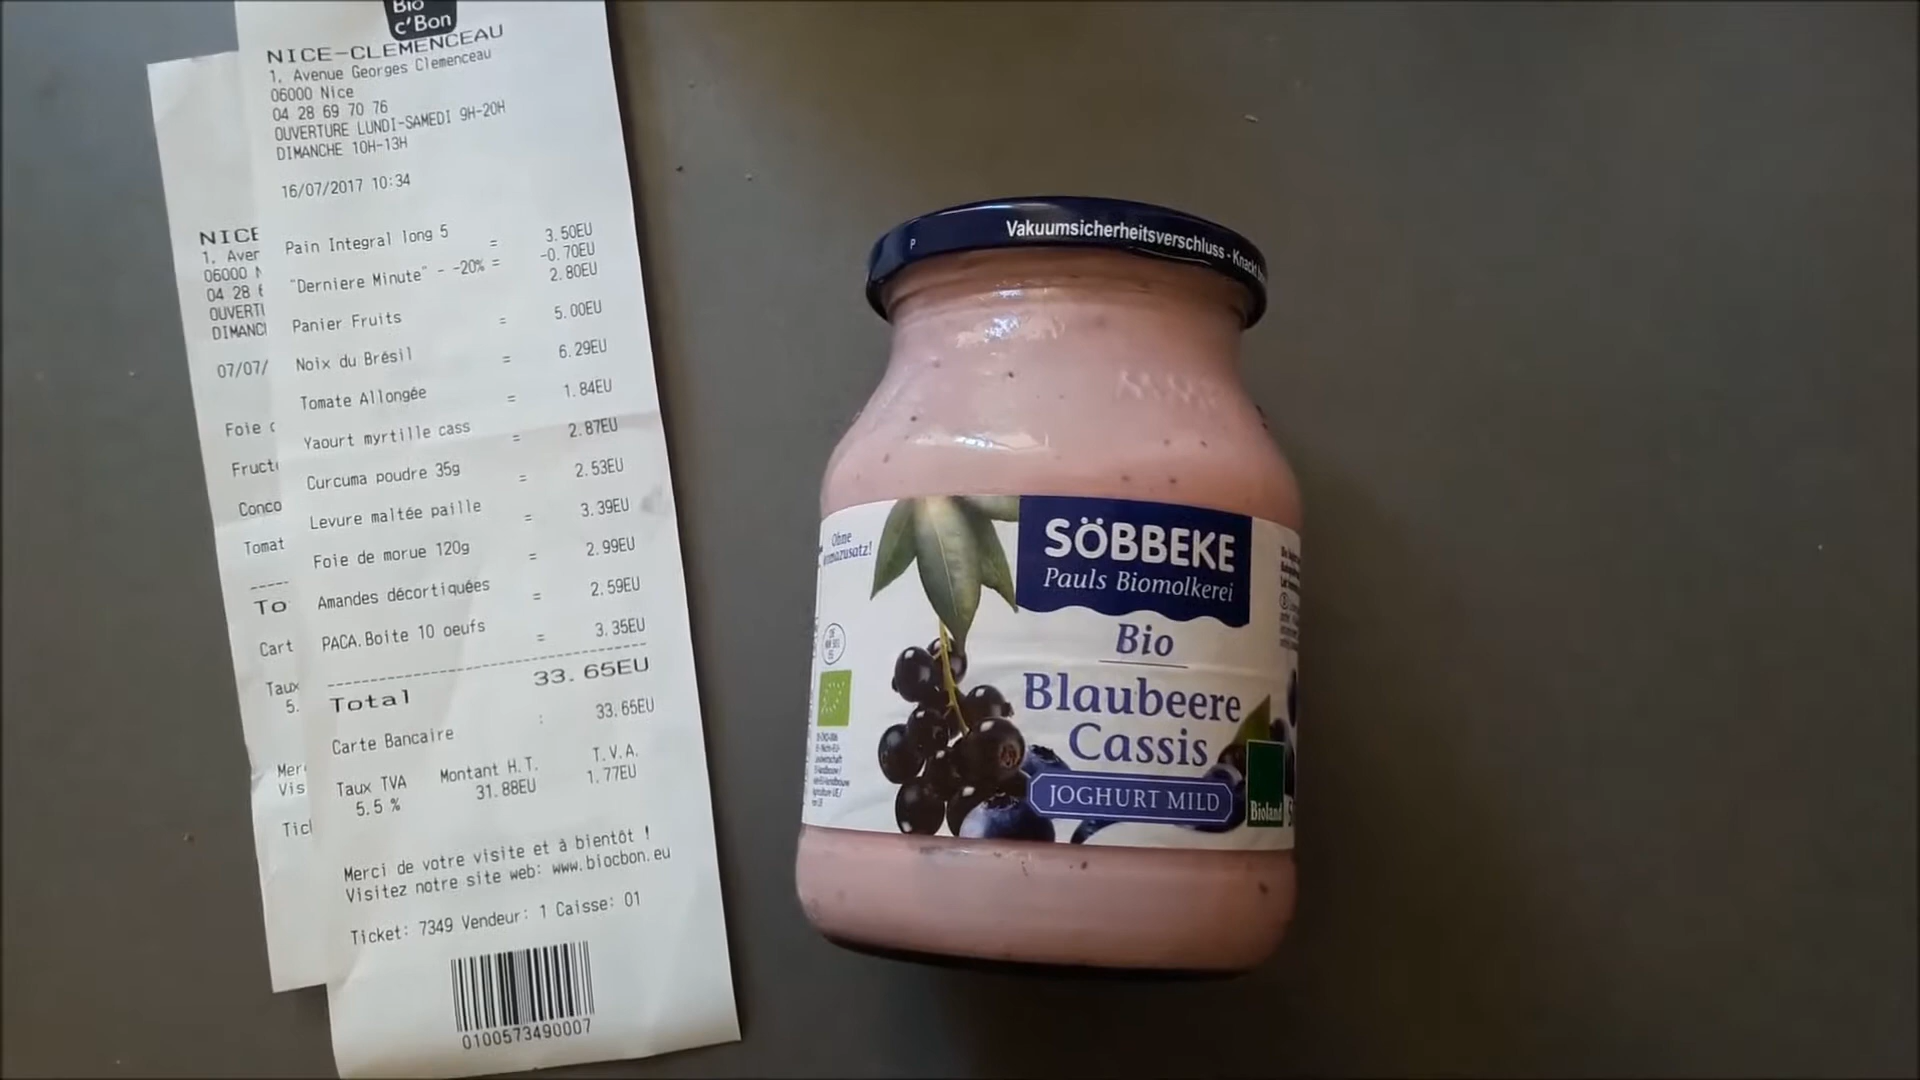 Bio
c'Bon
NICE-CLEMENCEAU
1, Avenue Georges Clemenceau
06000 Nice
04 28 69 70 76
OUVERTURE LUNDI-SAMEDI 9H-20H
DIMANCHE 10H-13H
16/07/2017 10:34
Pain Integral long 5 = 3.50EU
"Derniere Minute" - -20% = -0.70EU
2.80EU
Panier Fruits = 5.00EU
Noix du Brésil = 6.29EU
Tomate Allongée = 1.84EU
Yaourt myrtille cass = 2.87EU
Curcuma poudre 35g = 2.53EU
Levure maltée paille = 3.39EU
Foie de morue 120g = 2.99EU
Amandes décortiquées = 2.59EU
PACA.Boite 10 oeufs = 3.35EU
Total 33.65EU
Carte Bancaire : 33.65EU
Taux TVA Montant H.T. T.V.A.
5.5 % 31.88EU 1.77EU
Merci de votre visite et à bientôt !
Visitez notre site web: www.biocbon.eu
Ticket: 7349 Vendeur: 1 Caisse: 01
0100573490007
NICE
1, Aver
06000 N
04 28 6
OUVERTI
DIMANCI
07/07/
Foie
Fruct
Conco
Tomat
To
Cart
Taux
5.
Mer
Vis
Tic
P Vakuumsicherheitsverschluss - Knackt
Ohne
SÖBBEKE
Pauls Biomolkerei
Bio
Blaubeere
Cassis
JOGHURT MILD
Bioland